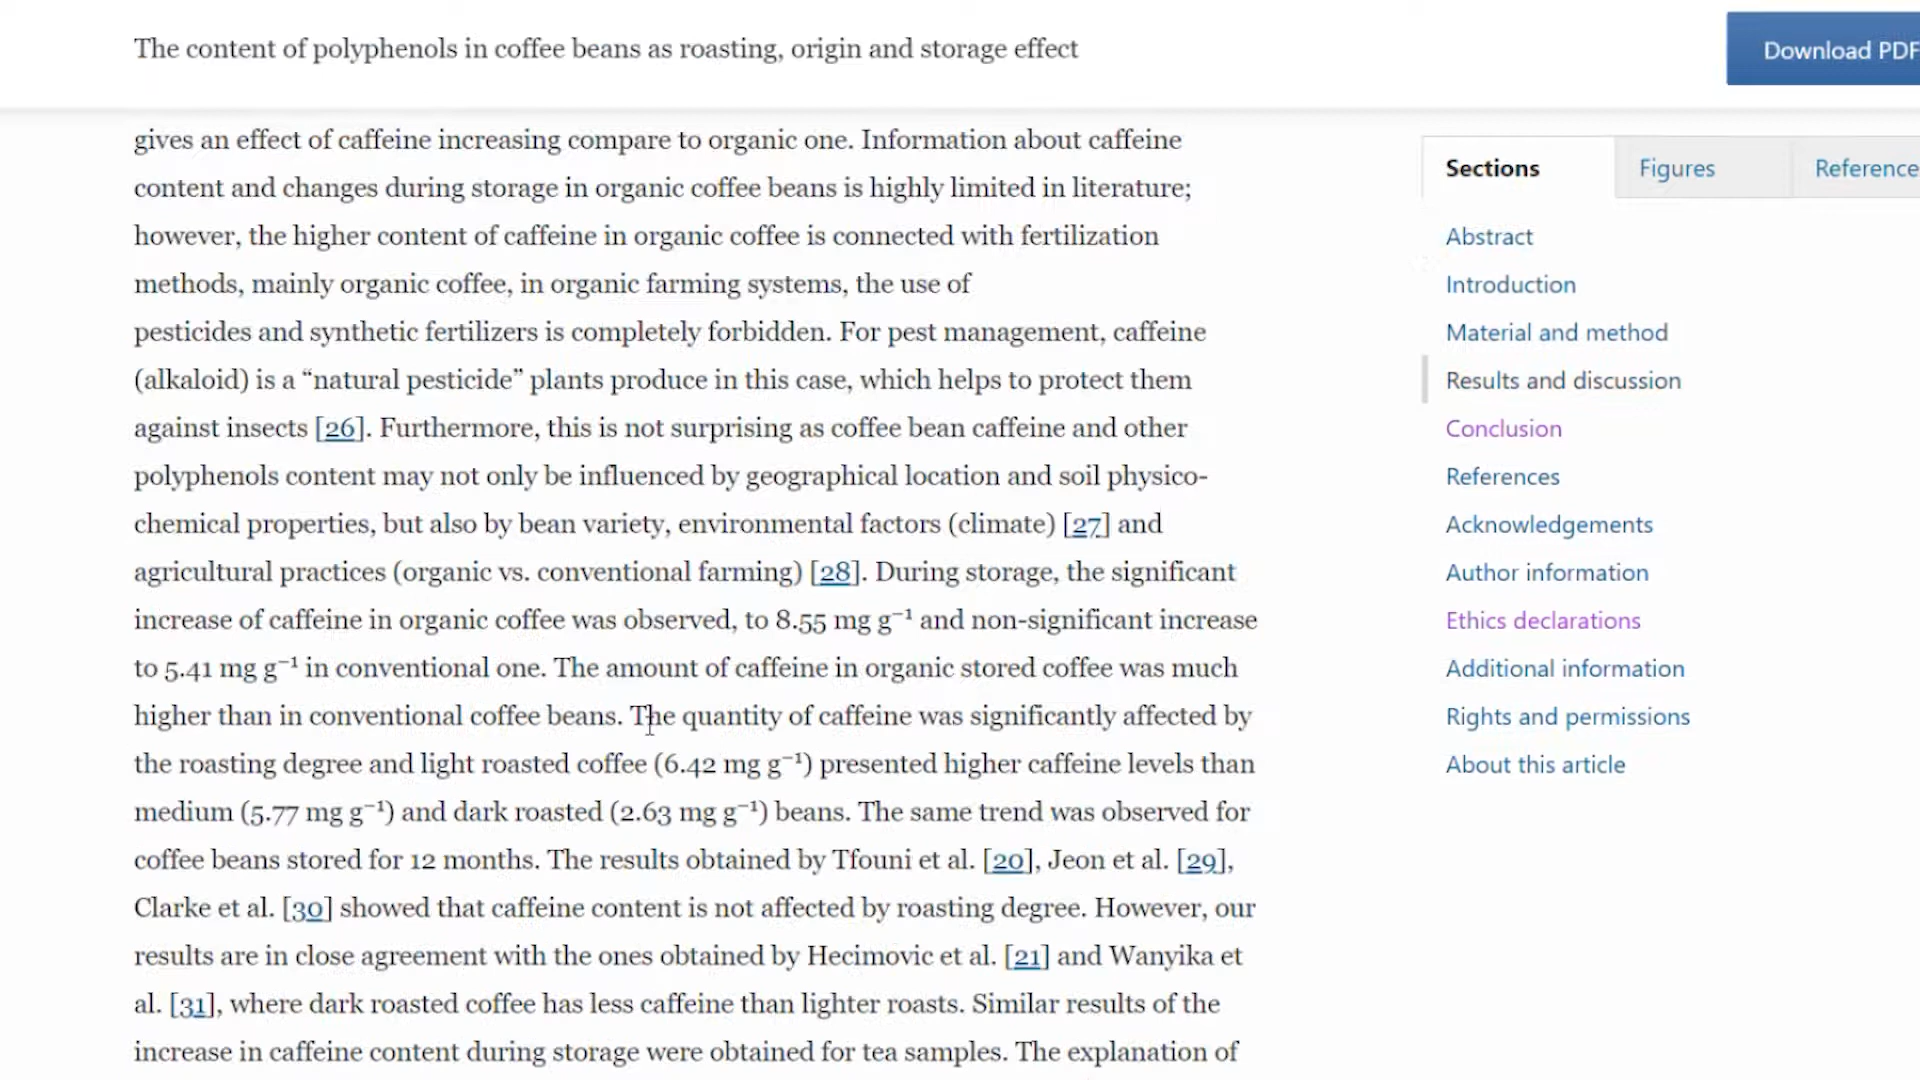 The content of polyphenols in coffee beans as roasting, origin and storage effect
Download PDF
gives an effect of caffeine increasing compare to organic one. Information about caffeine
content and changes during storage in organic coffee beans is highly limited in literature;
however, the higher content of caffeine in organic coffee is connected with fertilization
methods, mainly organic coffee, in organic farming systems, the use of
pesticides and synthetic fertilizers is completely forbidden. For pest management, caffeine
(alkaloid) is a “natural pesticide” plants produce in this case, which helps to protect them
against insects [26]. Furthermore, this is not surprising as coffee bean caffeine and other
polyphenols content may not only be influenced by geographical location and soil physico-
chemical properties, but also by bean variety, environmental factors (climate) [27] and
agricultural practices (organic vs. conventional farming) [28]. During storage, the significant
increase of caffeine in organic coffee was observed, to 8.55 mg g⁻¹ and non-significant increase
to 5.41 mg g⁻¹ in conventional one. The amount of caffeine in organic stored coffee was much
higher than in conventional coffee beans. The quantity of caffeine was significantly affected by
the roasting degree and light roasted coffee (6.42 mg g⁻¹) presented higher caffeine levels than
medium (5.77 mg g⁻¹) and dark roasted (2.63 mg g⁻¹) beans. The same trend was observed for
coffee beans stored for 12 months. The results obtained by Tfouni et al. [20], Jeon et al. [29],
Clarke et al. [30] showed that caffeine content is not affected by roasting degree. However, our
results are in close agreement with the ones obtained by Hecimovic et al. [21] and Wanyika et
al. [31], where dark roasted coffee has less caffeine than lighter roasts. Similar results of the
increase in caffeine content during storage were obtained for tea samples. The explanation of
Sections
Figures
Reference
Abstract
Introduction
Material and method
Results and discussion
Conclusion
References
Acknowledgements
Author information
Ethics declarations
Additional information
Rights and permissions
About this article